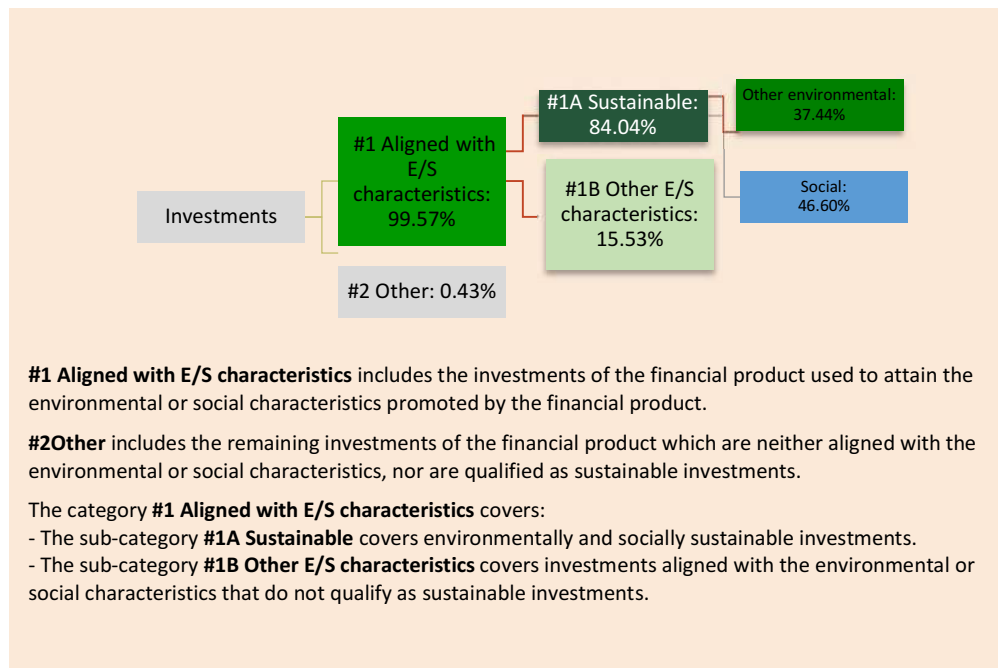 Investments
#1 Aligned with
E/S
characteristics:
99.57%
#2 Other: 0.43%
#1A Sustainable:
84.04%
#1B Other E/S
characteristics:
15.53%
Other environmental:
37.44%
Social:
46.60%
#1 Aligned with E/S characteristics includes the investments of the financial product used to attain the
environmental or social characteristics promoted by the financial product.
#2Other includes the remaining investments of the financial product which are neither aligned with the
environmental or social characteristics, nor are qualified as sustainable investments.
The category #1 Aligned with E/S characteristics covers:
- The sub-category #1A Sustainable covers environmentally and socially sustainable investments.
- The sub-category #1B Other E/S characteristics covers investments aligned with the environmental or
social characteristics that do not qualify as sustainable investments.